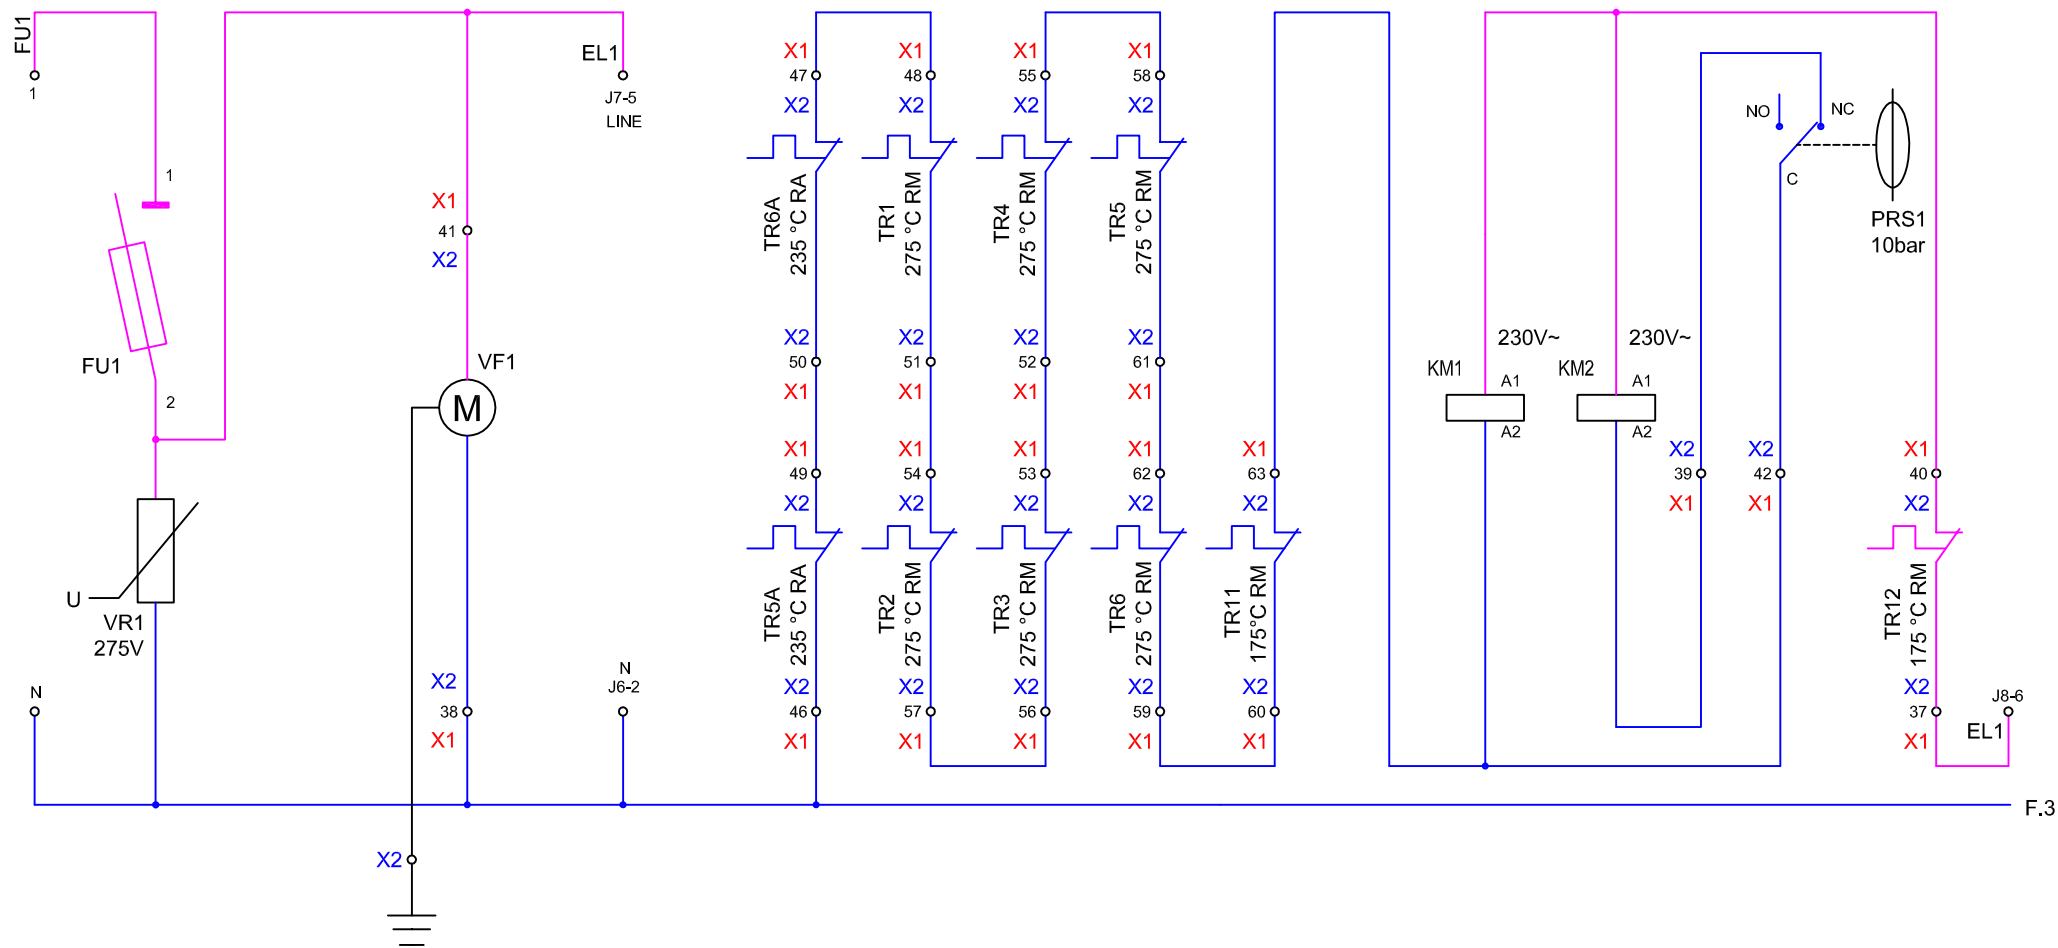 FU1
1
EL1
J7-5
LINE
1
FU1
2
U
VR1
275V
N
X1
41
X2
VF1
M
X2
38
X1
X2
N
J6-2
X1
47
X2
X1
48
X2
X1
55
X2
X1
58
X2
TR6A
235 °C RA
TR1
275 °C RM
TR4
275 °C RM
TR5
275 °C RM
X2
50
X1
X2
51
X1
X2
52
X1
X2
61
X1
X1
49
X2
X1
54
X2
X1
53
X2
X1
62
X2
X1
63
X2
TR5A
235 °C RA
TR2
275 °C RM
TR3
275 °C RM
TR6
275 °C RM
TR11
175°C RM
X2
46
X1
X2
57
X1
X2
56
X1
X2
59
X1
X2
60
X1
230V~
KM1
A1
A2
230V~
KM2
A1
A2
X2
39
X1
X2
42
X1
NO
NC
C
PRS1
10bar
X1
40
X2
TR12
175 °C RM
X2
37
X1
J8-6
EL1
F.3